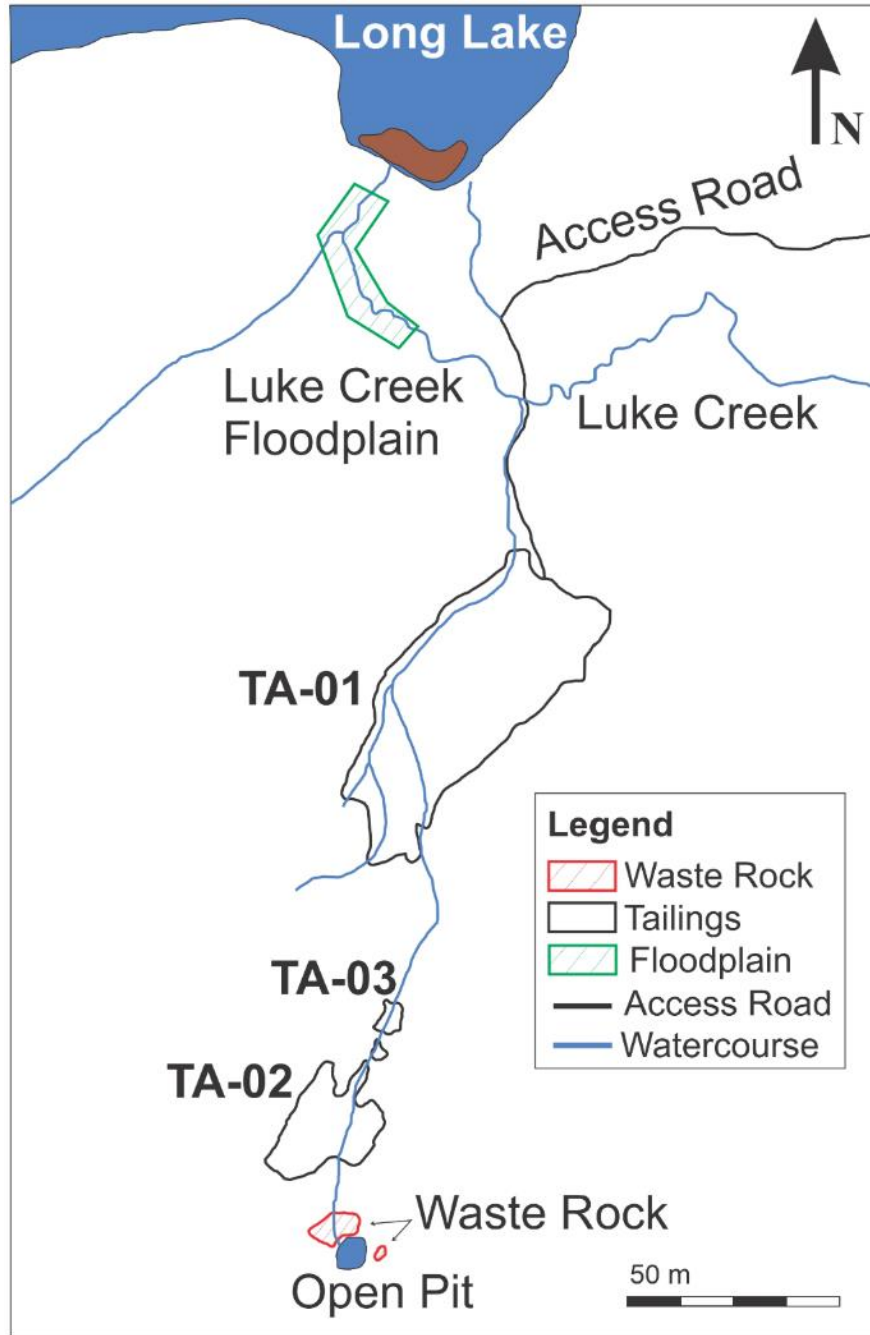 Long Lake
N
Access Road
Luke Creek
Floodplain
Luke Creek
TA-01
Legend
Waste Rock
Tailings
Floodplain
Access Road
Watercourse
TA-03
TA-02
Waste Rock
Open Pit
50 m